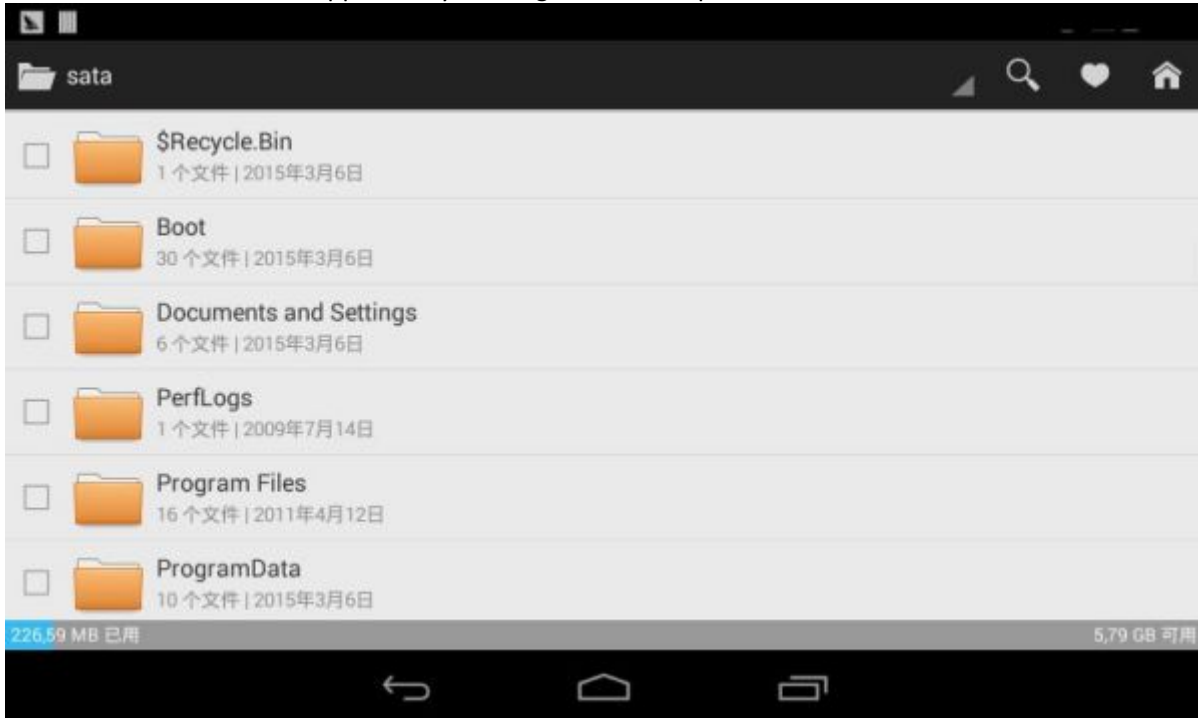 sata
$Recycle.Bin
1 个文件 | 2015年3月6日
Boot
30 个文件 | 2015年3月6日
Documents and Settings
6 个文件 | 2015年3月6日
PerfLogs
1 个文件 | 2009年7月14日
Program Files
16 个文件 | 2011年4月12日
ProgramData
10 个文件 | 2015年3月6日
226,59 MB 已用
5,79 GB 可用